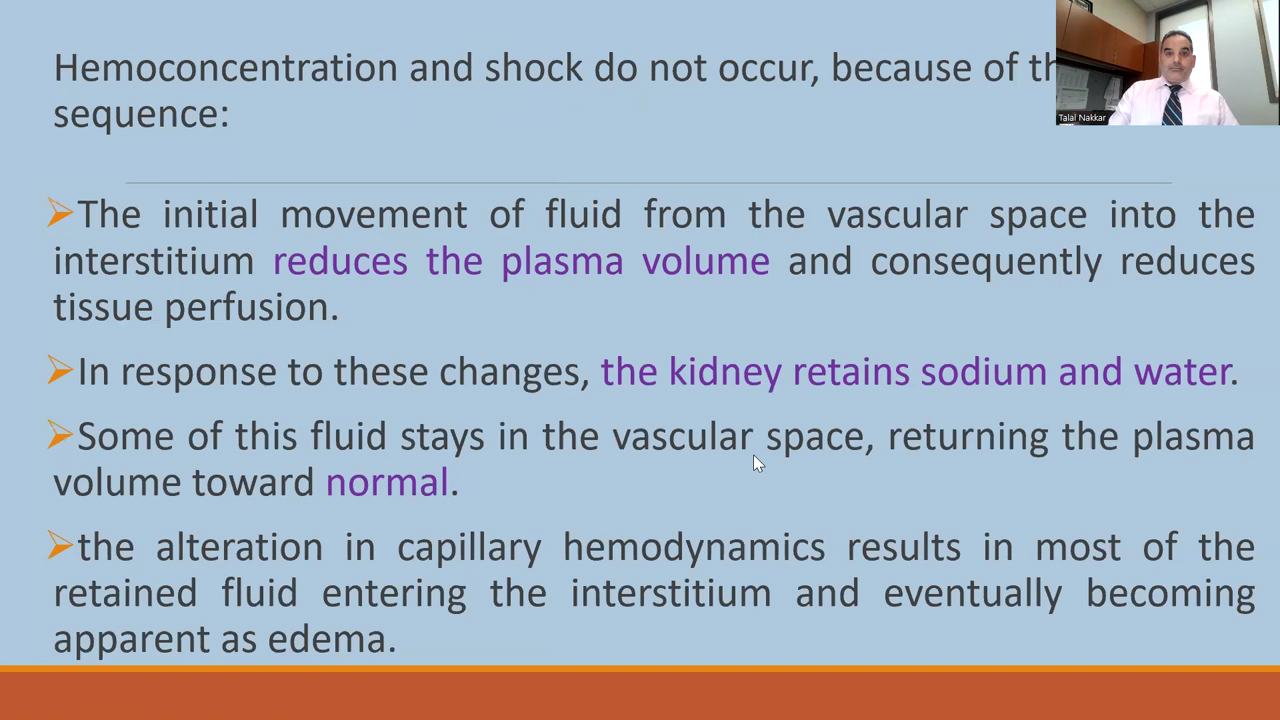 Hemoconcentration and shock do not occur, because of
sequence:
Talal Nakkar
➢The initial movement of fluid from the vascular space into the
interstitium reduces the plasma volume and consequently reduces
tissue perfusion.
➢In response to these changes, the kidney retains sodium and water.
➢Some of this fluid stays in the vascular space, returning the plasma
volume toward normal.
➢the alteration in capillary hemodynamics results in most of the
retained fluid entering the interstitium and eventually becoming
apparent as edema.